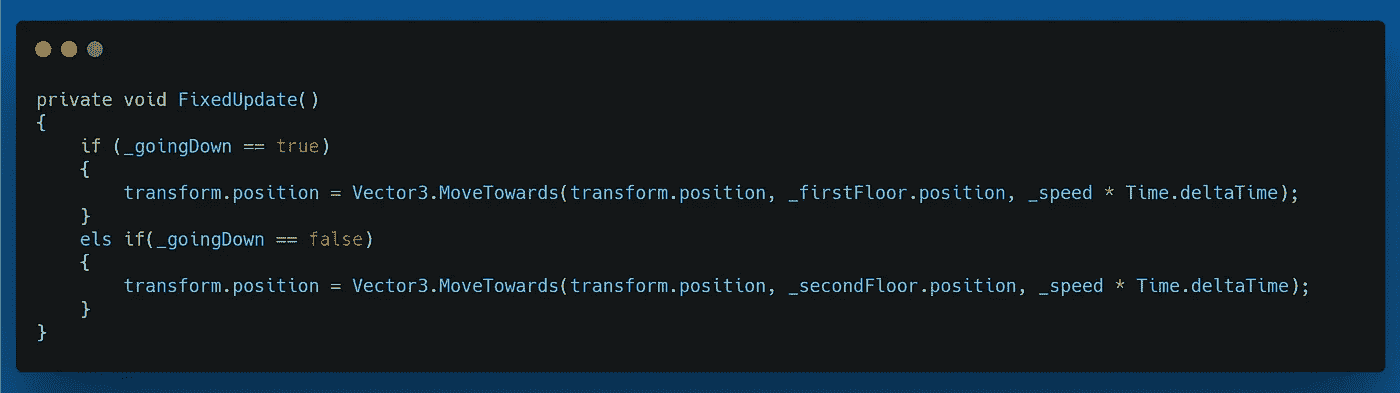 private void FixedUpdate()
{
    if (_goingDown == true)
    {
        transform.position = Vector3.MoveTowards(transform.position, _firstFloor.position, _speed * Time.deltaTime);
    }
    els if(_goingDown == false)
    {
        transform.position = Vector3.MoveTowards(transform.position, _secondFloor.position, _speed * Time.deltaTime);
    }
}